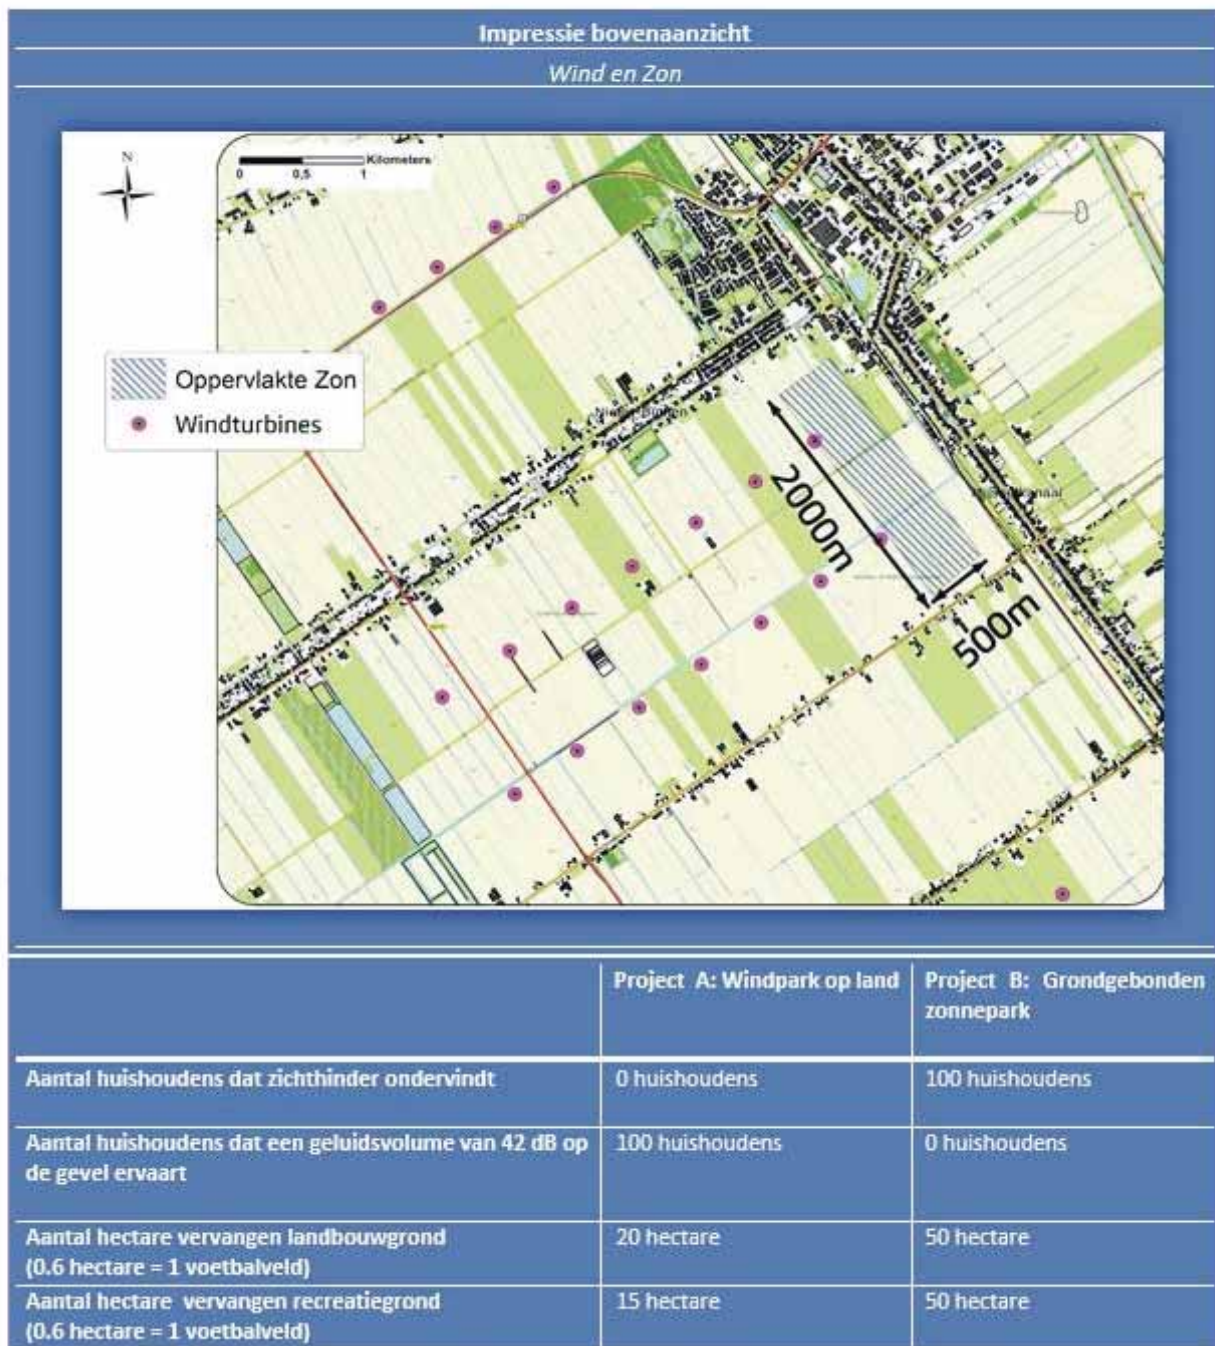 Impressie bovenaanzicht
Wind en Zon
N
Kilometers
0 0,5 1
Oppervlakte Zon
Windturbines
2000m
500m
Project A: Windpark op land
Project B: Grondgebonden
zonnepark
Aantal huishoudens dat zichthinder ondervindt
0 huishoudens
100 huishoudens
Aantal huishoudens dat een geluidsvolume van 42 dB op
de gevel ervaart
100 huishoudens
0 huishoudens
Aantal hectare vervangen landbouwgrond
(0.6 hectare = 1 voetbalveld)
20 hectare
50 hectare
Aantal hectare vervangen recreatiegrond
(0.6 hectare = 1 voetbalveld)
15 hectare
50 hectare